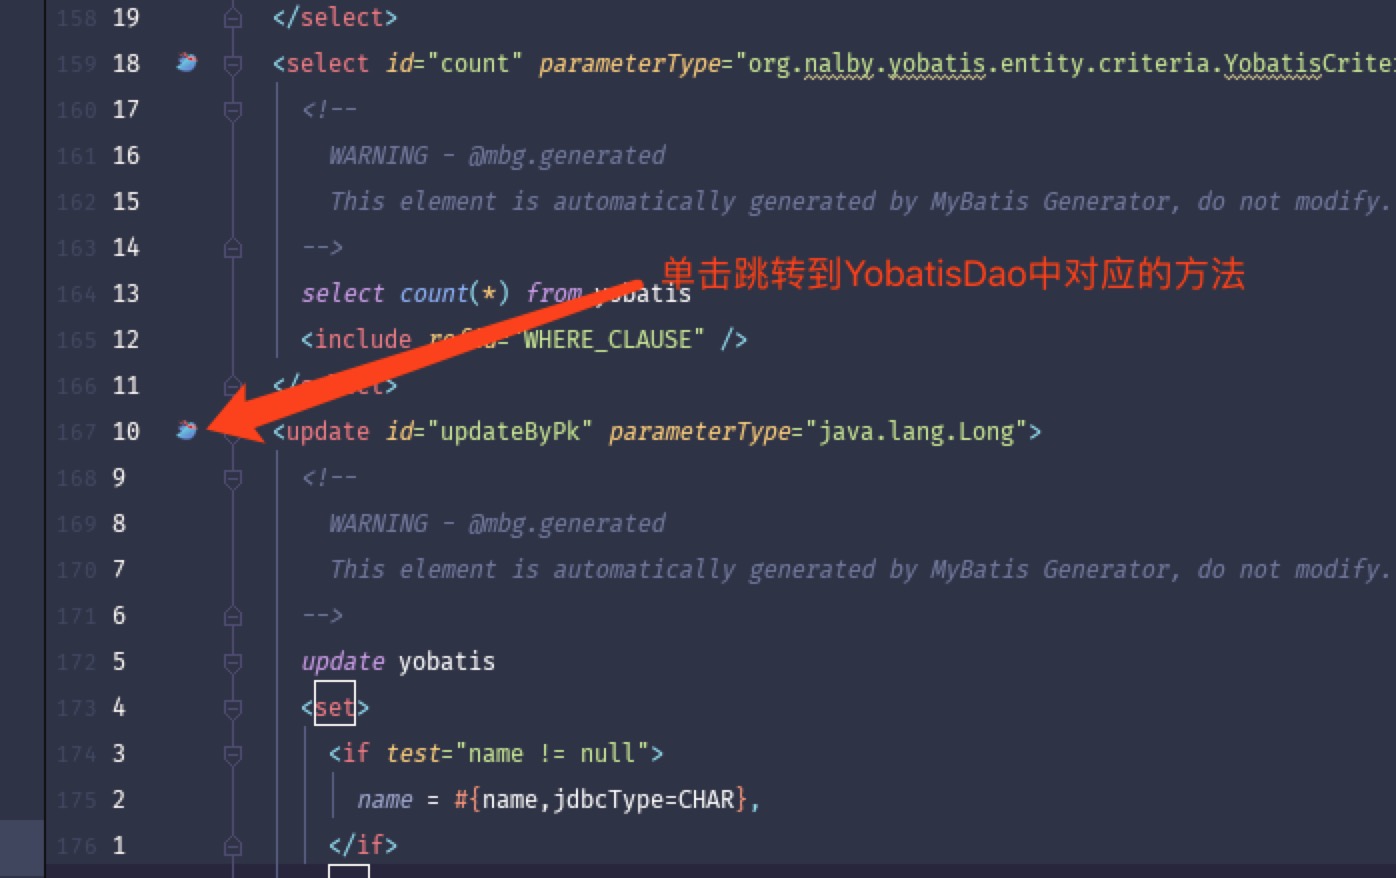 158 19 </select>
159 18 <select id="count" parameterType="org.nalby.yobatis.entity.criteria.YobatisCrite
160 17 <!--
161 16 WARNING - @mbg.generated
162 15 This element is automatically generated by MyBatis Generator, do not modify.
163 14 -->
单击跳转到YobatisDao中对应的方法
164 13 select count(*) from yobatis
165 12 <include refid="WHERE_CLAUSE" />
166 11 </select>
167 10 <update id="updateByPk" parameterType="java.lang.Long">
168 9 <!--
169 8 WARNING - @mbg.generated
170 7 This element is automatically generated by MyBatis Generator, do not modify.
171 6 -->
172 5 update yobatis
173 4 <set>
174 3 <if test="name != null">
175 2 name = #{name,jdbcType=CHAR},
176 1 </if>